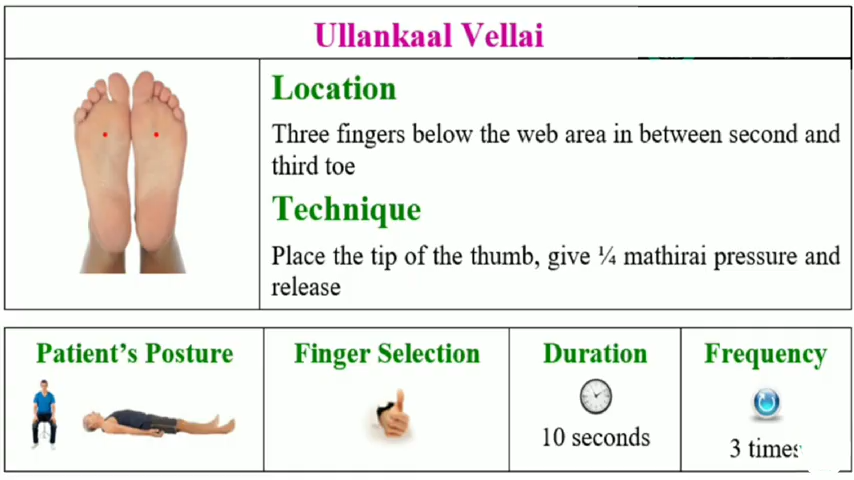 Ullankaal Vellai
Location
Three fingers below the web area in between second and
third toe
Technique
Place the tip of the thumb, give ¼ mathirai pressure and
release
Patient's Posture
Finger Selection
Duration
10 seconds
Frequency
3 times